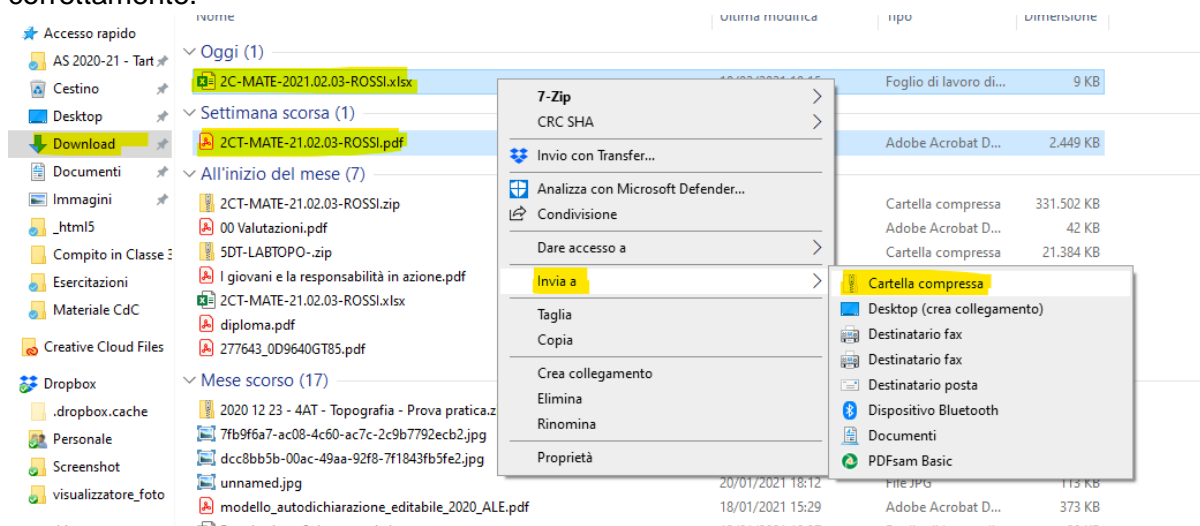 correttamente.
Nome Ultima modifica Tipo Dimensione
Accesso rapido
AS 2020-21 - Tart
Cestino
Desktop
Download
Documenti
Immagini
_html5
Compito in Classe 3
Esercitazioni
Materiale CdC
Creative Cloud Files
Dropbox
.dropbox.cache
Personale
Screenshot
visualizzatore_foto
Oggi (1)
2C-MATE-2021.02.03-ROSSI.xlsx Foglio di lavoro di... 9 KB
Settimana scorsa (1)
2CT-MATE-21.02.03-ROSSI.pdf Adobe Acrobat D... 2.449 KB
All'inizio del mese (7)
2CT-MATE-21.02.03-ROSSI.zip Cartella compressa 331.502 KB
00 Valutazioni.pdf Adobe Acrobat D... 42 KB
5DT-LABTOPO-.zip Cartella compressa 21.384 KB
I giovani e la responsabilità in azione.pdf
2CT-MATE-21.02.03-ROSSI.xlsx
diploma.pdf
277643_0D9640GT85.pdf
Mese scorso (17)
2020 12 23 - 4AT - Topografia - Prova pratica.z
7fb9f6a7-ac08-4c60-ac7c-2c9b7792ecb2.jpg
dcc8bb5b-00ac-49aa-92f8-7f1843fb5fe2.jpg
unnamed.jpg 20/01/2021 18:12 File JPG 113 KB
modello_autodichiarazione_editabile_2020_ALE.pdf 18/01/2021 15:29 Adobe Acrobat D... 373 KB
7-Zip
CRC SHA
Invio con Transfer...
Analizza con Microsoft Defender...
Condivisione
Dare accesso a
Invia a
Taglia
Copia
Crea collegamento
Elimina
Rinomina
Proprietà
Cartella compressa
Desktop (crea collegamento)
Destinatario fax
Destinatario fax
Destinatario posta
Dispositivo Bluetooth
Documenti
PDFsam Basic